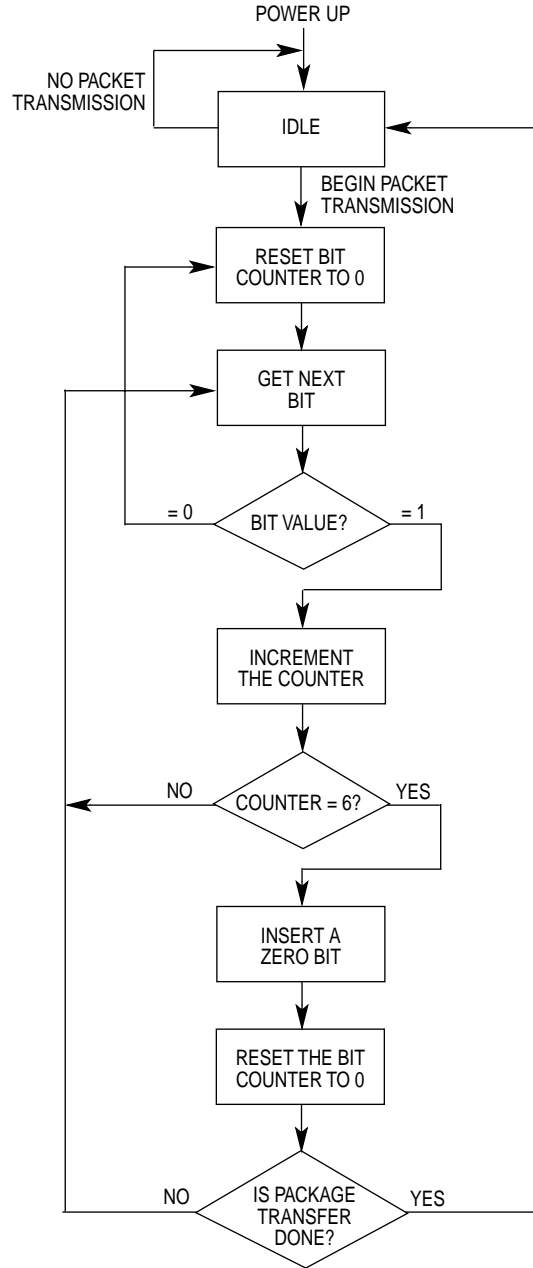 POWER UP
NO PACKET
TRANSMISSION
IDLE
BEGIN PACKET
TRANSMISSION
RESET BIT
COUNTER TO 0
GET NEXT
BIT
= 0
BIT VALUE?
= 1
INCREMENT
THE COUNTER
NO
COUNTER = 6?
YES
INSERT A
ZERO BIT
RESET THE BIT
COUNTER TO 0
NO
IS PACKAGE
TRANSFER
DONE?
YES